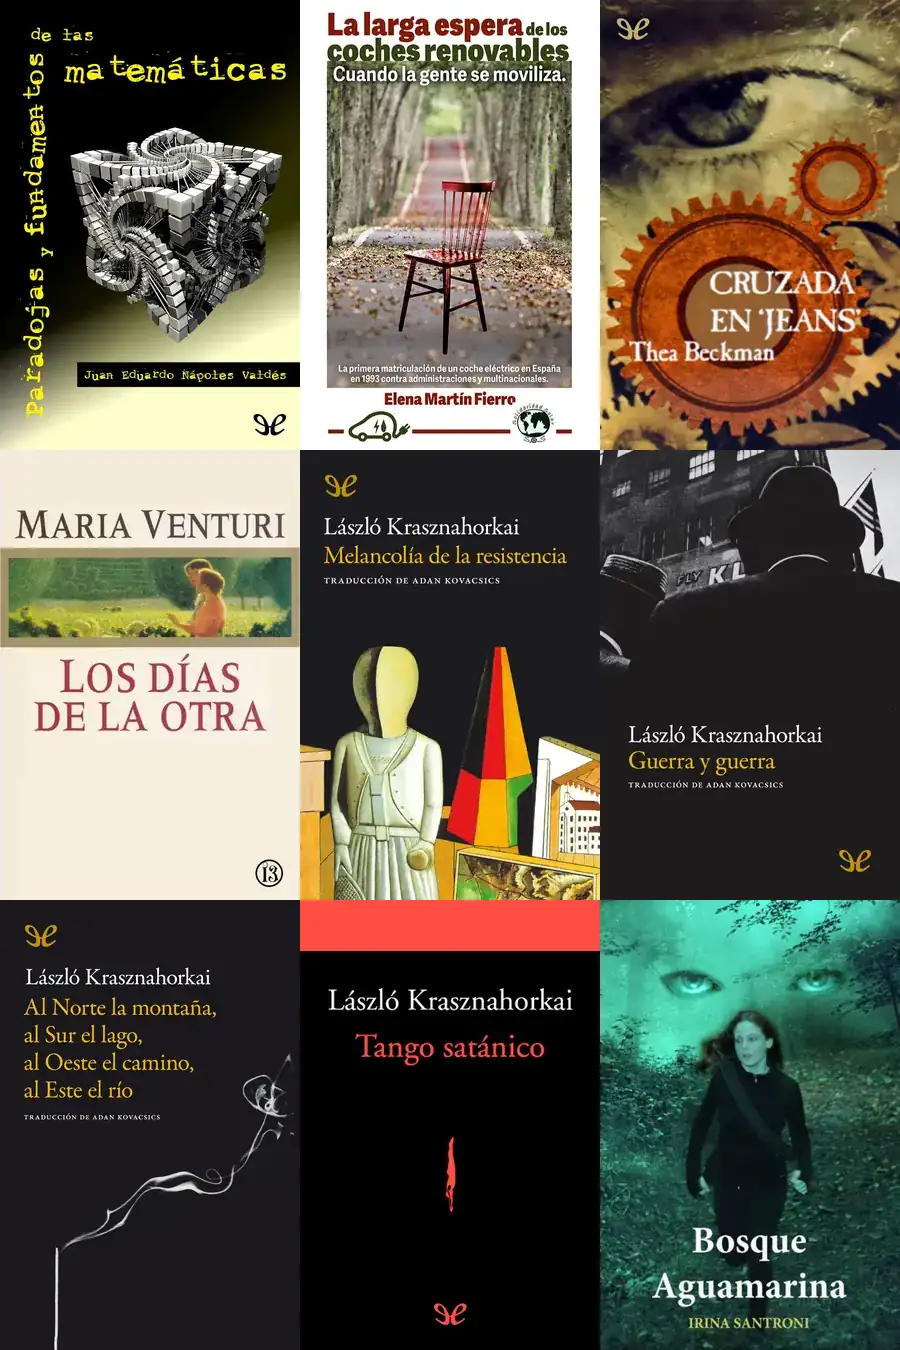 de las
matemáticas
Paradojas y fundamentos
Juan Eduardo Ñápoles Valdés
La larga espera de los
coches renovables
Cuando la gente se moviliza.
La primera matriculación de un coche eléctrico en España
en 1993 contra administraciones y multinacionales.
Elena Martín Fierro
CRUZADA
EN 'JEANS'
Thea Beckman
MARIA VENTURI
LOS DÍAS
DE LA OTRA
13
László Krasznahorkai
Melancolía de la resistencia
TRADUCCIÓN DE ADAN KOVACSICS
FLY KL
László Krasznahorkai
Guerra y guerra
TRADUCCIÓN DE ADAN KOVACSICS
László Krasznahorkai
Al Norte la montaña,
al Sur el lago,
al Oeste el camino,
al Este el río
TRADUCCIÓN DE ADAN KOVACSICS
László Krasznahorkai
Tango satánico
Bosque
Aguamarina
IRINA SANTRONI